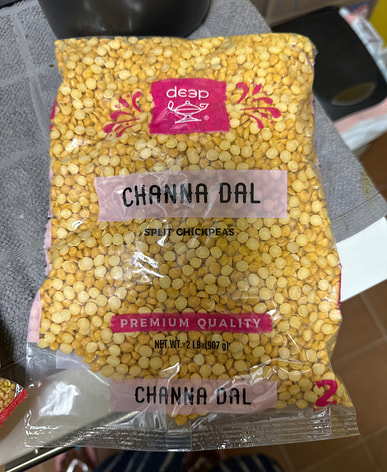 deep
®
CHANNA DAL
SPLIT CHICKPEAS
PREMIUM QUALITY
NET WT. 2 LB (907 g)
CHANNA DAL
2